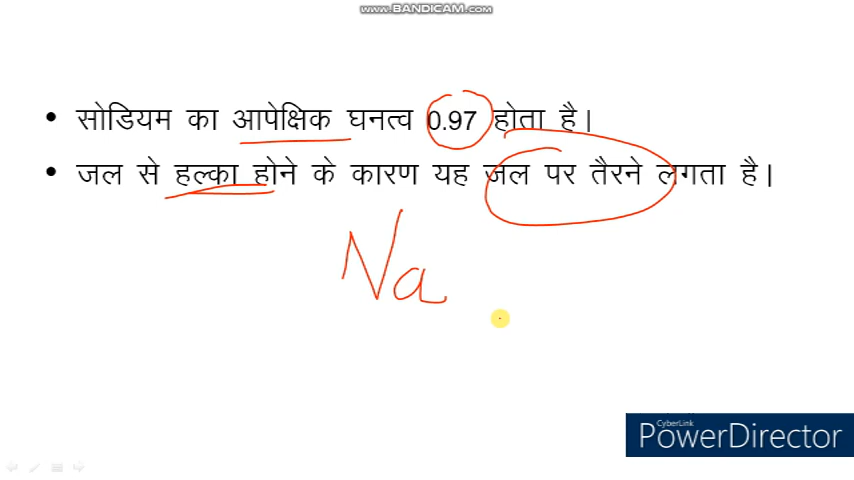 www.BANDICAM.com
• सोडियम का आपेक्षिक घनत्व 0.97 होता है।
• जल से हल्का होने के कारण यह जल पर तैरने लगता है।
Na
CyberLink
PowerDirector